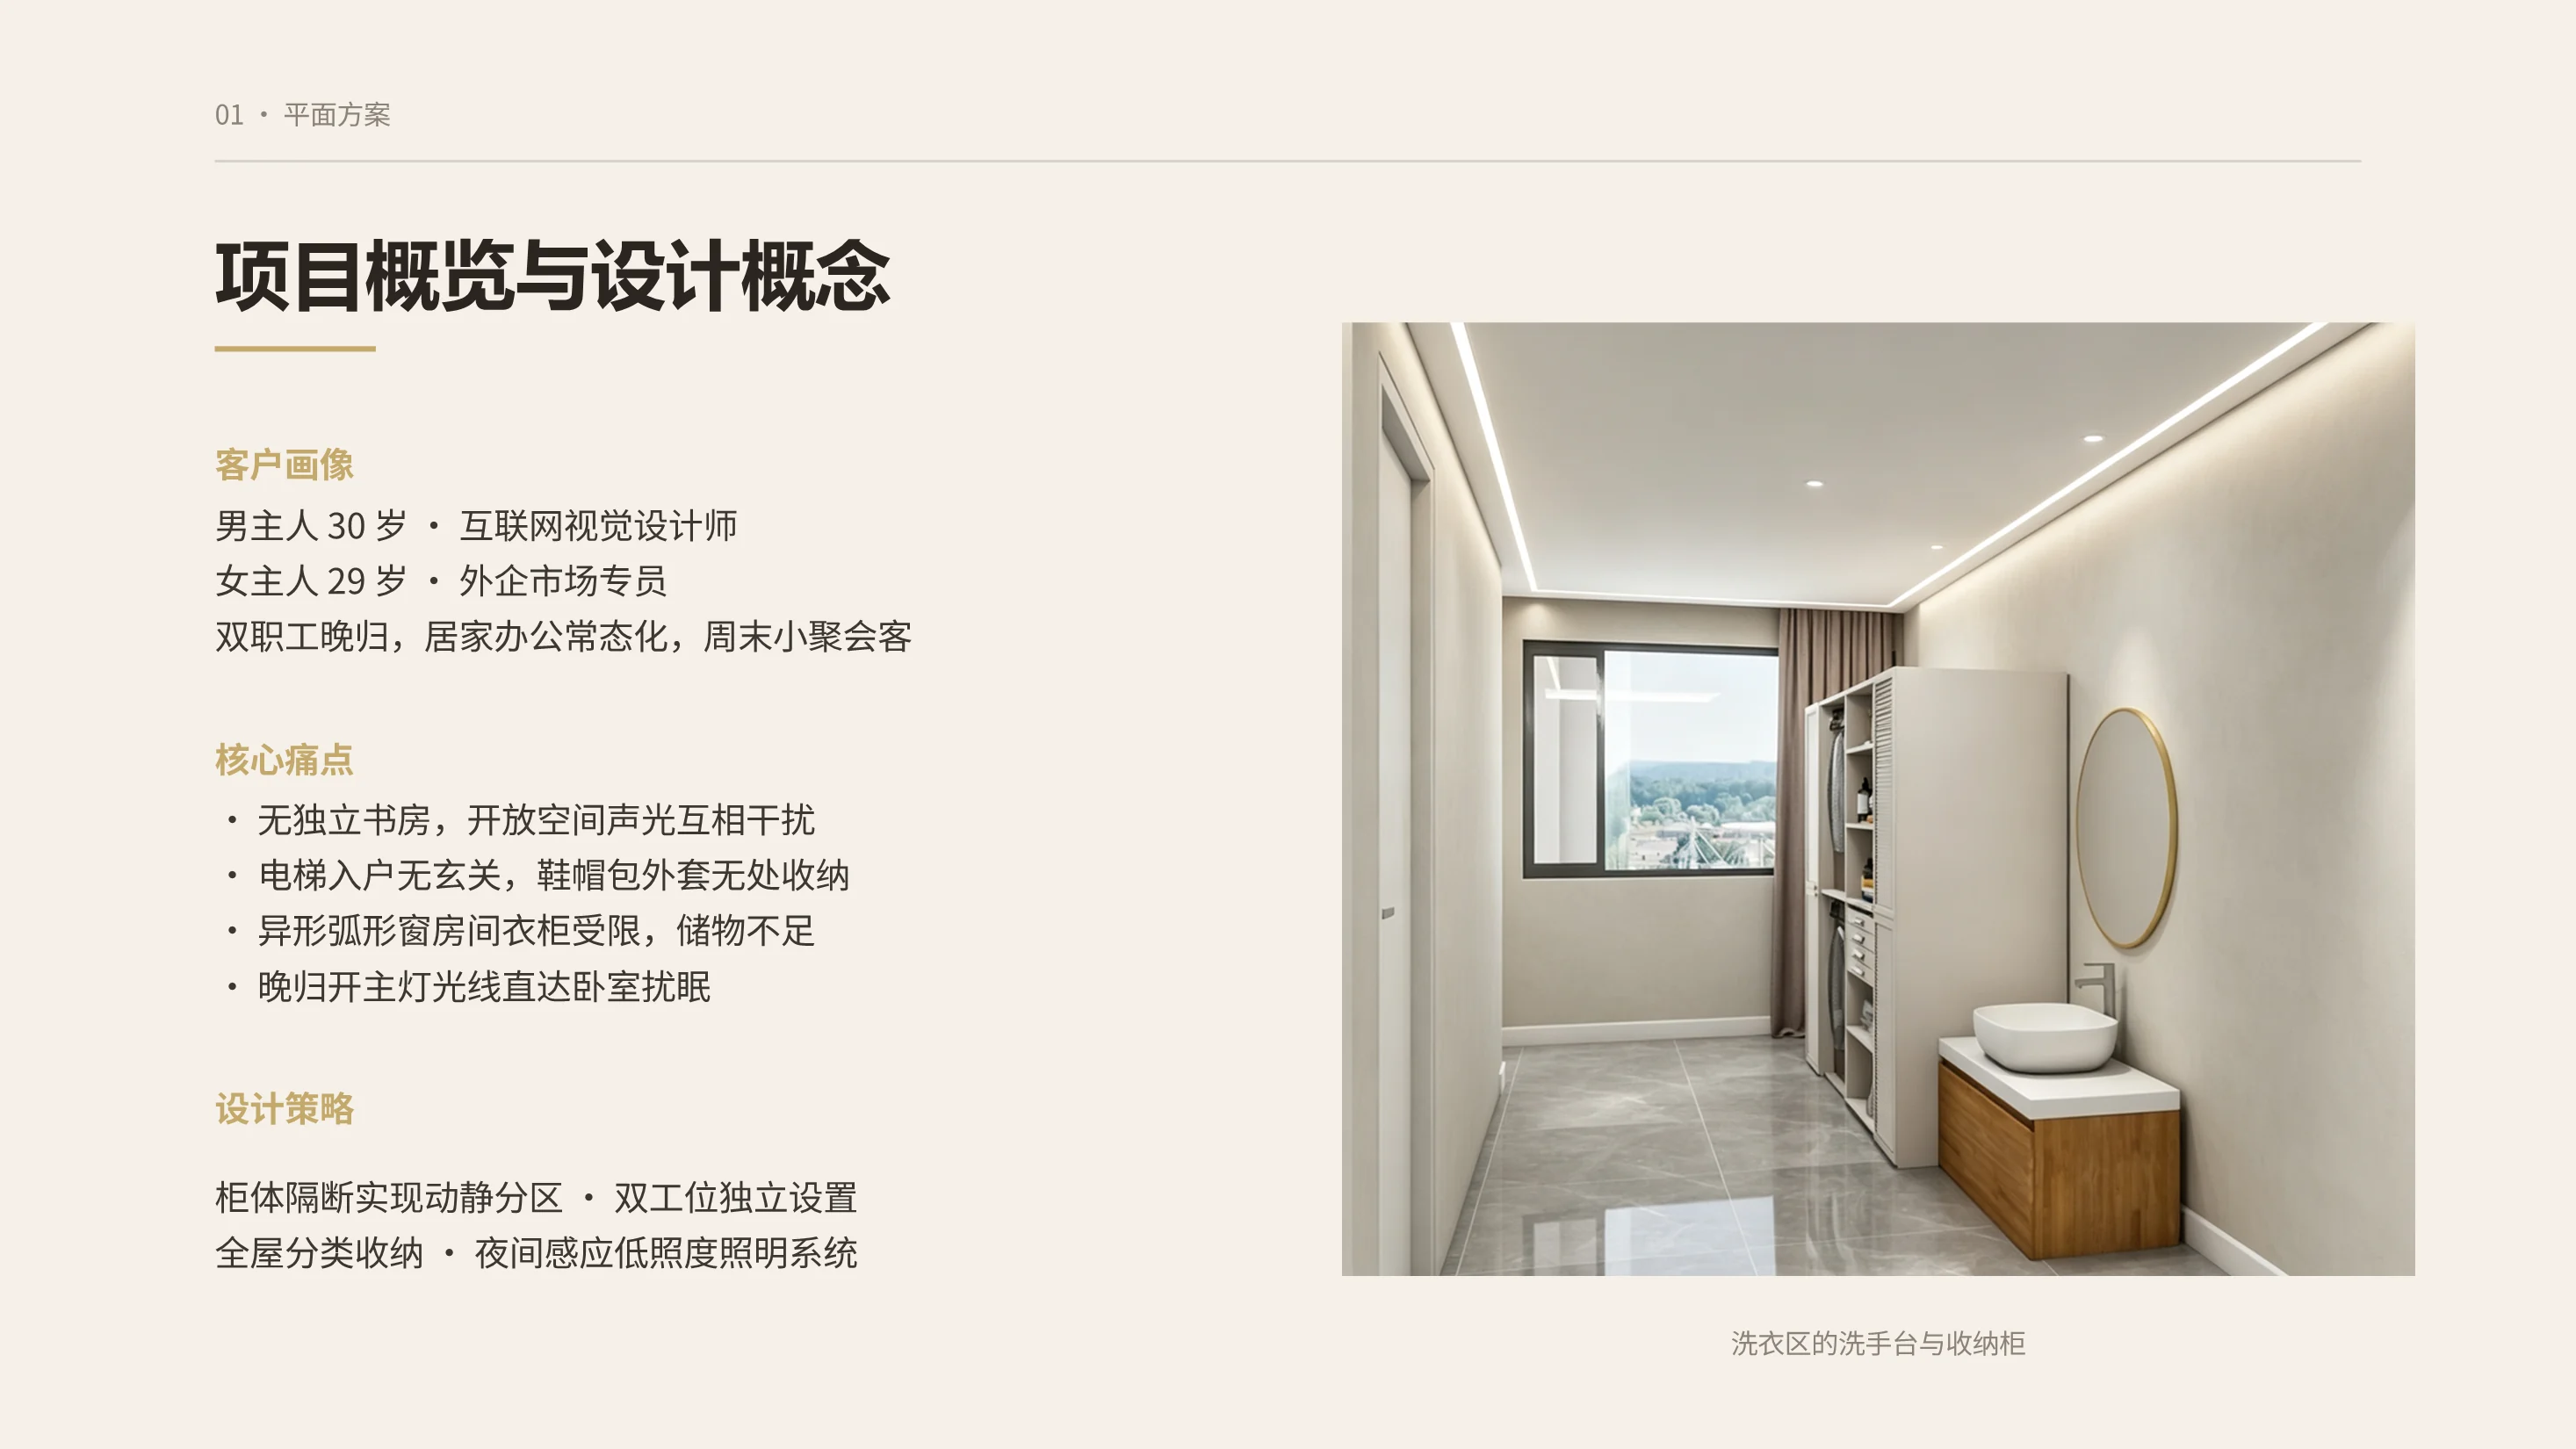 01 · 平面方案
项目概览与设计概念
客户画像
男主人 30 岁 · 互联网视觉设计师
女主人 29 岁 · 外企市场专员
双职工晚归，居家办公常态化，周末小聚会客
核心痛点
· 无独立书房，开放空间声光互相干扰
· 电梯入户无玄关，鞋帽包外套无处收纳
· 异形弧形窗房间衣柜受限，储物不足
· 晚归开主灯光线直达卧室扰眠
设计策略
柜体隔断实现动静分区 · 双工位独立设置
全屋分类收纳 · 夜间感应低照度照明系统
洗衣区的洗手台与收纳柜